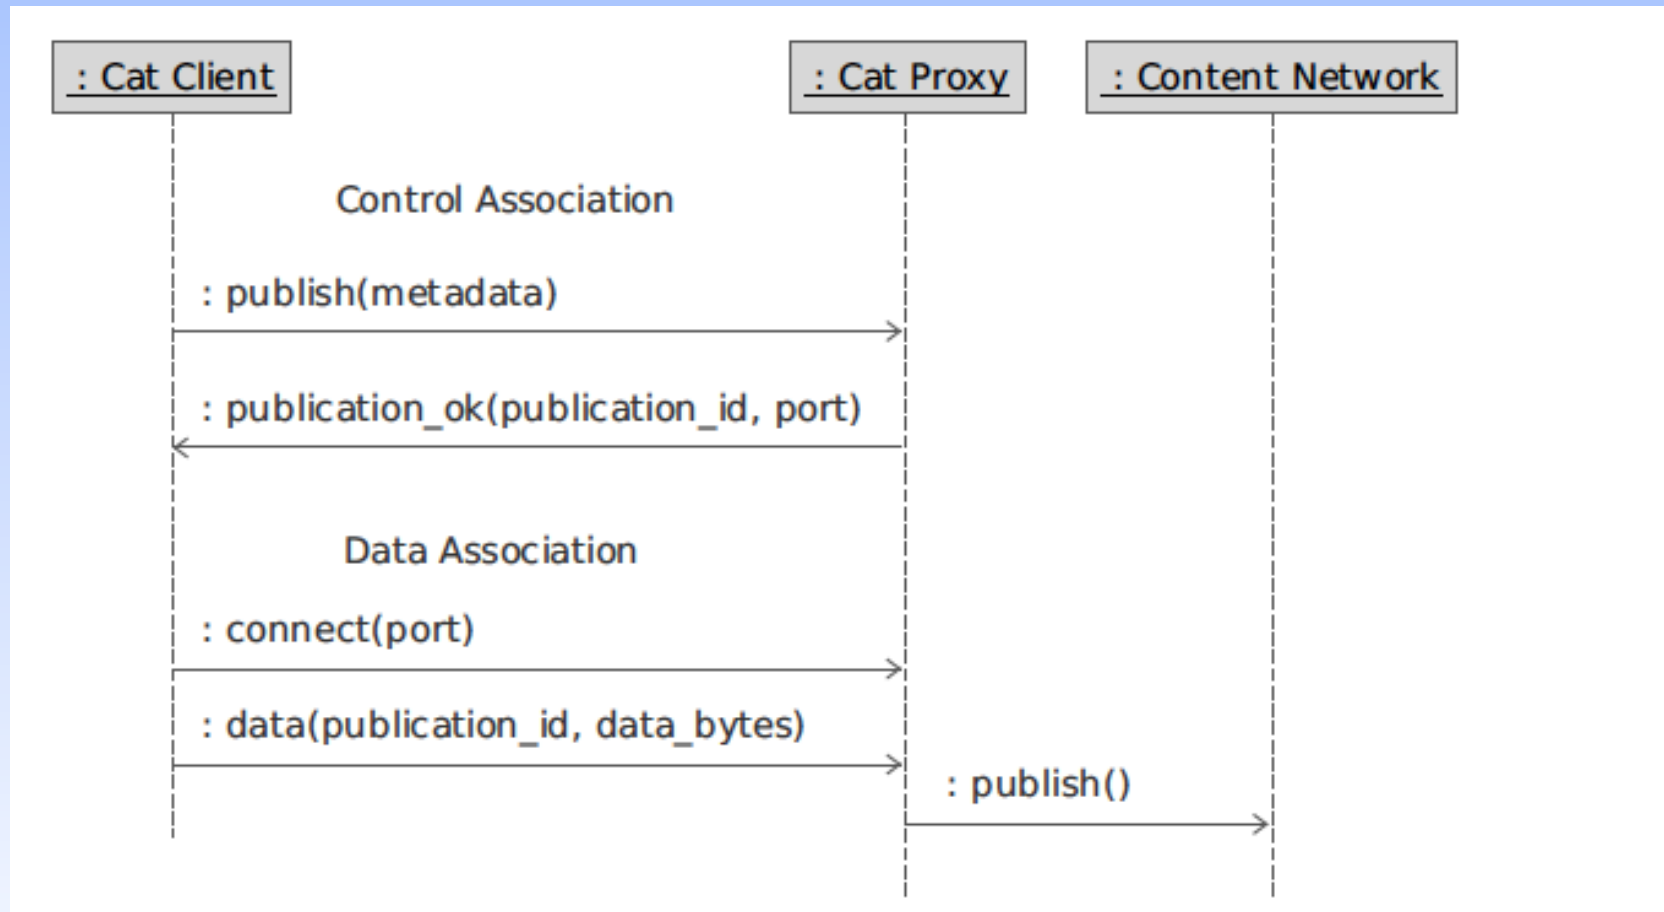 : Cat Client
: Cat Proxy
: Content Network
Control Association
: publish(metadata)
: publication_ok(publication_id, port)
Data Association
: connect(port)
: data(publication_id, data_bytes)
: publish()